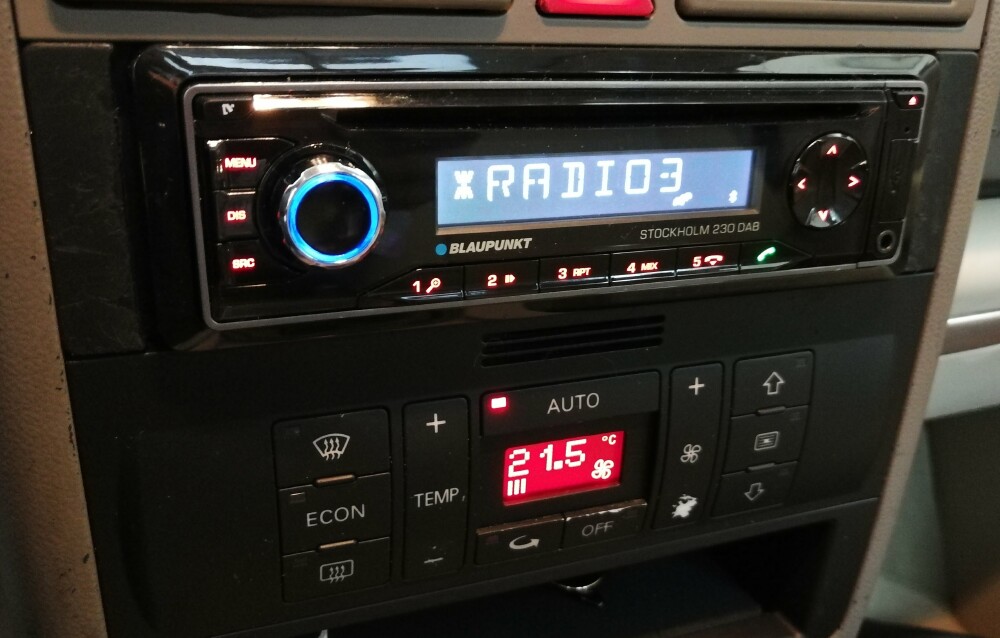 MENU
DIS
SRC
RADIO3
BLAUPUNKT
STOCKHOLM 230 DAB
1
2
3 RPT
4 MIX
5
AUTO
21.5 °C
ECON
+
TEMP.
−
OFF
+